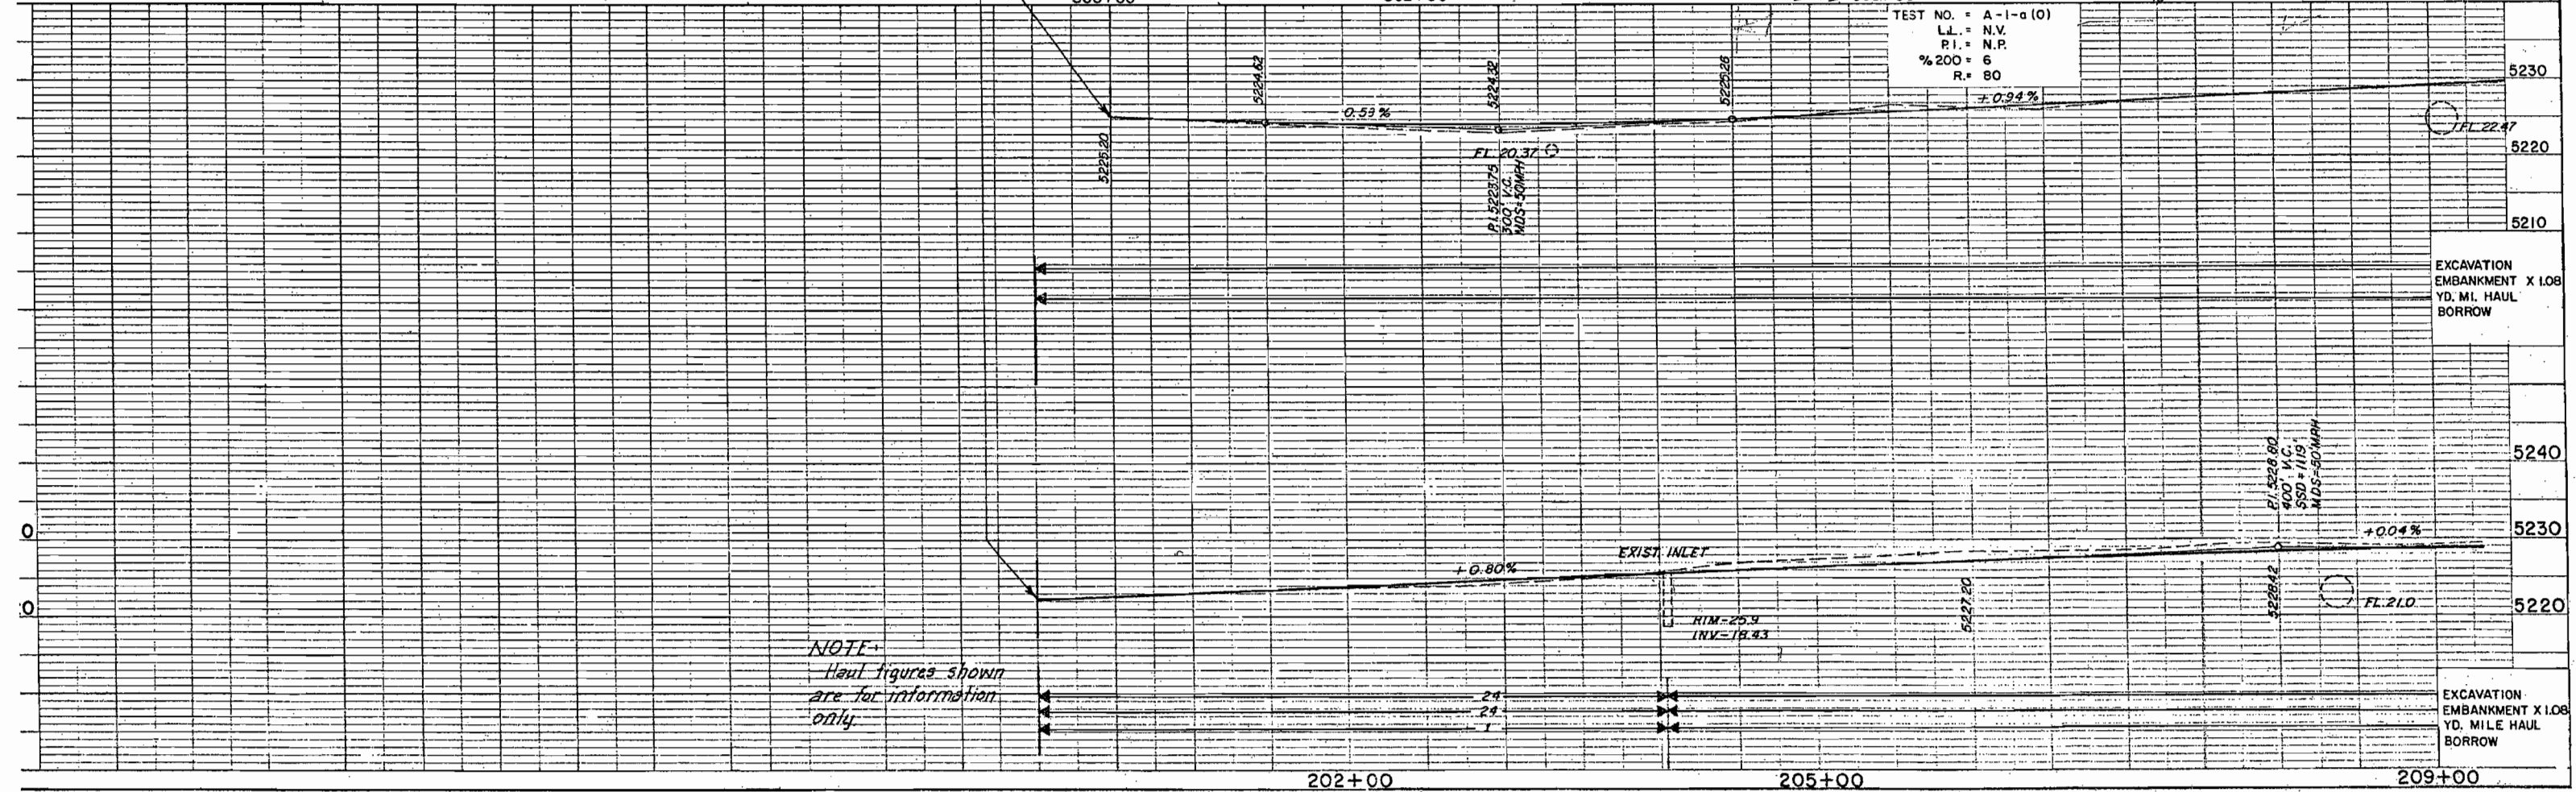 TEST NO. = A-1-a (0)
L.L. = N.V.
P.I. = N.P.
% 200 = 6
R. = 80
5224.62
5224.32
5225.26
5230
0.59%
+0.94%
FL 22.47
5225.20
FL 20.37
5220
P.I. 5223.75
300' V.C.
MDS=50MPH
5210
EXCAVATION
EMBANKMENT X 1.08
YD. MI. HAUL
BORROW
P.I. 5228.80
400' V.C.
SSD=1119'
MDS=50MPH
5240
0
+0.04%
5230
EXIST. INLET
+0.80%
5227.20
5228.42
FL. 21.0
0
5220
RIM-25.9
INV-18.43
NOTE-
Haul figures shown
are for information
only.
24
24
1
EXCAVATION
EMBANKMENT X 1.08
YD. MILE HAUL
BORROW
202+00
205+00
209+00